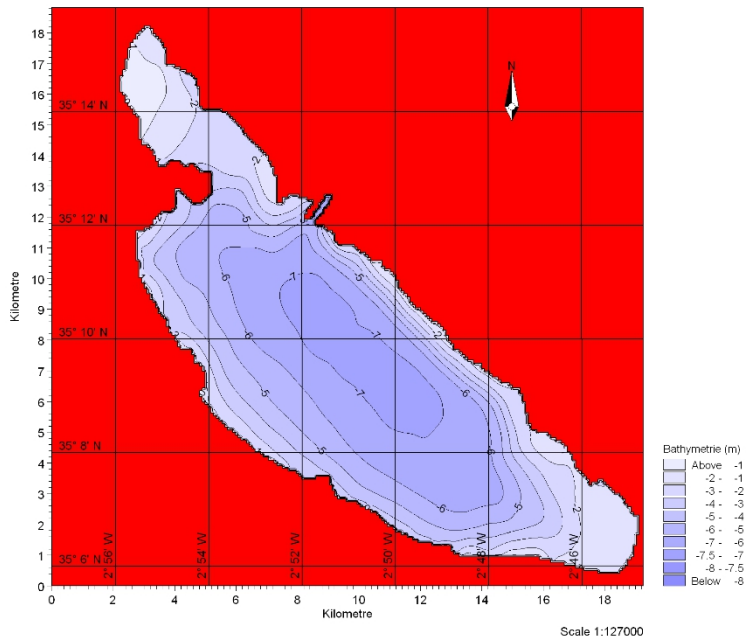 N
18
17
16
35° 14' N
15
14
13
12
35° 12' N
11
10
9
35° 10' N
8
7
6
5
35° 8' N
4
3
2
1
35° 6' N
0
-2
-2
-2
-5
-5
-6
-7
-7
-6
-2
-6
-5
-7
-5
-6
-6
-5
-2
2° 56' W
2° 54' W
2° 52' W
2° 50' W
2° 48' W
2° 46' W
0 2 4 6 8 10 12 14 16 18
Kilometre
Kilometre
Scale 1:127000
Bathymetrie (m)
Above -1
-2 - -1
-3 - -2
-4 - -3
-5 - -4
-6 - -5
-7 - -6
-7.5 - -7
-8 - -7.5
Below -8